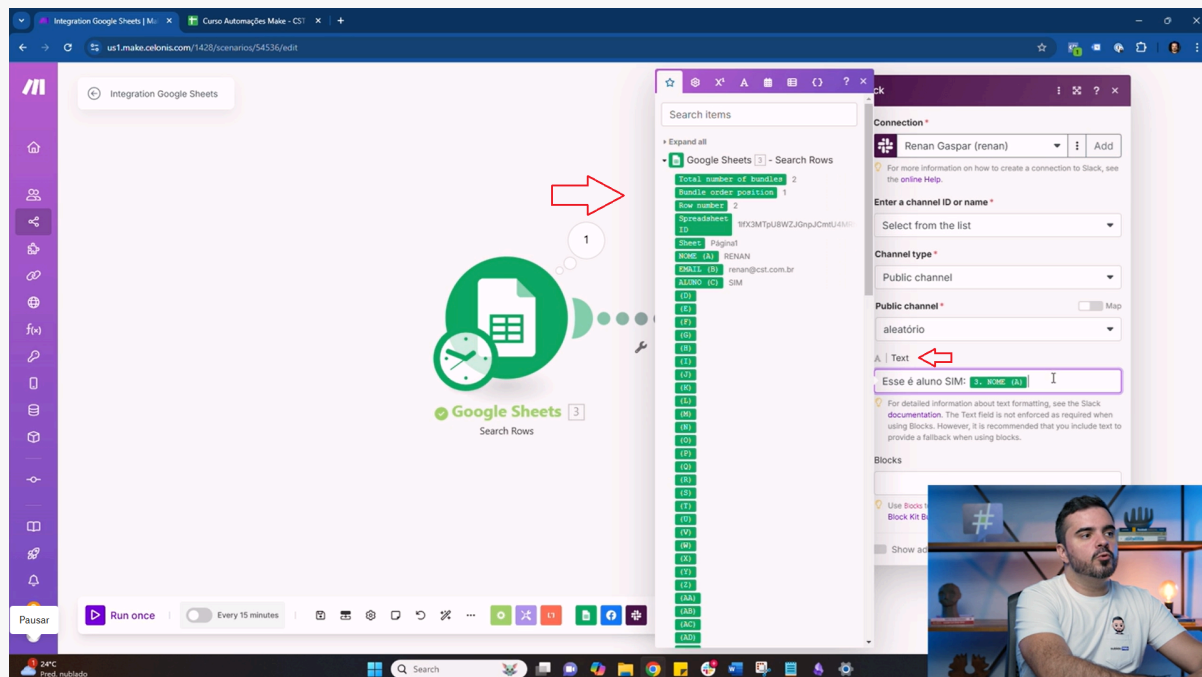 Integration Google Sheets | Ma
Curso Automações Make - CST
us1.make.celonis.com/1428/scenarios/54536/edit
Integration Google Sheets
1
Google Sheets 3
Search Rows
Search items
Expand all
Google Sheets 3 - Search Rows
Total number of bundles 2
Bundle order position 1
Row number 2
Spreadsheet
ID
Sheet Página1
NOME (A) RENAN
EMAIL (B) renan@cst.com.br
ALUNO (C) SIM
(D)
(E)
(F)
(G)
(H)
(I)
(J)
(K)
(L)
(M)
(N)
(O)
(P)
(Q)
(R)
(S)
(T)
(U)
(V)
(W)
(X)
(Y)
(Z)
(AA)
(AB)
(AC)
(AD)
ck
Connection *
Renan Gaspar (renan)
Add
For more information on how to create a connection to Slack, see
the online Help.
Enter a channel ID or name *
Select from the list
Channel type *
Public channel
Public channel *
Map
aleatório
A | Text
Esse é aluno SIM: 3. NOME (A)
For detailed information about text formatting, see the Slack
documentation. The Text field is not enforced as required when
using Blocks. However, it is recommended that you include text to
provide a fallback when using blocks.
Blocks
Use Blocks t
Block Kit B
Show ad
Pausar
Run once
Every 15 minutes
24°C
Pred. nublado
Search